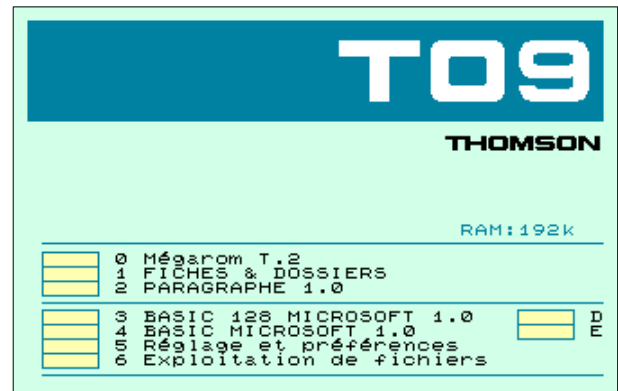 TO9
THOMSON
RAM:192k
0 Mégarom T.2
1 FICHES & DOSSIERS
2 PARAGRAPHE 1.0
3 BASIC 128 MICROSOFT 1.0 D
4 BASIC MICROSOFT 1.0 E
5 Réglage et préférences
6 Exploitation de fichiers